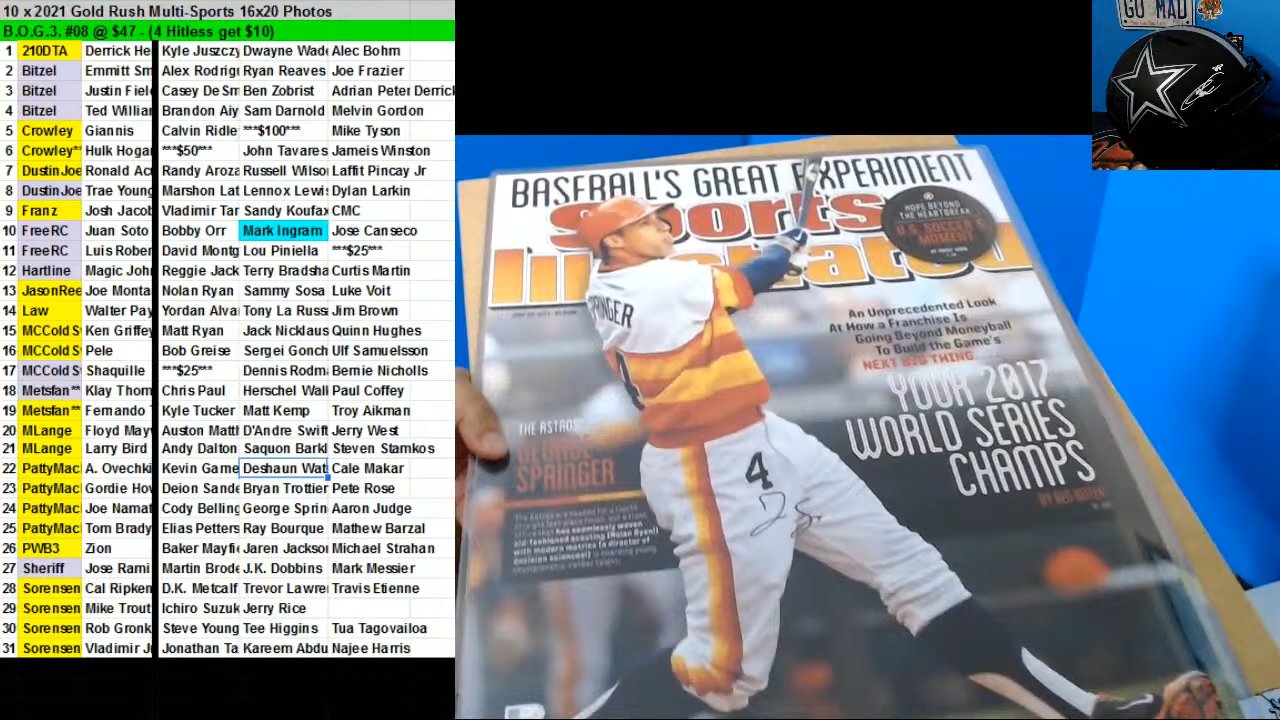 10 x 2021 Gold Rush Multi-Sports 16x20 Photos
B.O.G.3. #08 @ $47 - (4 Hitless get $10)
1 210DTA Derrick He Kyle Juszczy Dwayne Wade Alec Bohm
2 Bitzel Emmitt Sm Alex Rodrigu Ryan Reaves Joe Frazier
3 Bitzel Justin Fiel Casey De Sm Ben Zobrist Adrian Peter Derrick
4 Bitzel Ted Willian Brandon Aiy Sam Darnold Melvin Gordon
5 Crowley Giannis Calvin Ridle ***$100*** Mike Tyson
6 Crowley** Hulk Hogar ***$50*** John Tavares Jameis Winston
7 DustinJoe Ronald Acu Randy Aroza Russell Wilso Laffit Pincay Jr
8 DustinJoe Trae Young Marshon Lat Lennox Lewis Dylan Larkin
9 Franz Josh Jacob Vladimir Tar Sandy Koufax CMC
10 FreeRC Juan Soto Bobby Orr Mark Ingram Jose Canseco
11 FreeRC Luis Rober David Montg Lou Piniella ***$25***
12 Hartline Magic John Reggie Jack Terry Bradsha Curtis Martin
13 JasonRee Joe Monta Nolan Ryan Sammy Sosa Luke Voit
14 Law Walter Pay Yordan Alva Tony La Russ Jim Brown
15 MCCold S Ken Griffey Matt Ryan Jack Nicklaus Quinn Hughes
16 MCCold S Pele Bob Greise Sergei Gonch Ulf Samuelsson
17 MCCold S Shaquille ***$25*** Dennis Rodma Bernie Nicholls
18 Metsfan** Klay Thom Chris Paul Herschel Walk Paul Coffey
19 Metsfan** Fernando Kyle Tucker Matt Kemp Troy Aikman
20 MLange Floyd May Auston Matth D'Andre Swift Jerry West
21 MLange Larry Bird Andy Dalton Saquon Barkl Steven Stamkos
22 PattyMac A. Ovechki Kevin Garne Deshaun Wat Cale Makar
23 PattyMac Gordie How Deion Sande Bryan Trottier Pete Rose
24 PattyMac Joe Namat Cody Belling George Sprin Aaron Judge
25 PattyMac Tom Brady Elias Petters Ray Bourque Mathew Barzal
26 PWB3 Zion Baker Mayfi Jaren Jackson Michael Strahan
27 Sheriff Jose Rami Martin Brode J.K. Dobbins Mark Messier
28 Sorensen Cal Ripken D.K. Metcalf Trevor Lawre Travis Etienne
29 Sorensen Mike Trout Ichiro Suzuk Jerry Rice
30 Sorensen Rob Gronk Steve Young Tee Higgins Tua Tagovailoa
31 Sorensen Vladimir J Jonathan Ta Kareem Abdu Najee Harris
GO MAD
BASEBALL'S GREAT EXPERIMENT
Sports
Illustrated
HOPE BEYOND
THE HEARTBREAK
U.S. SOCCER'S
MOMENT
An Unprecedented Look
At How a Franchise Is
Going Beyond Moneyball
To Build the Game's
NEXT BIG THING
YOUR 2017
WORLD SERIES
CHAMPS
SPRINGER
4
THE ASTROS'
GEORGE
SPRINGER
4